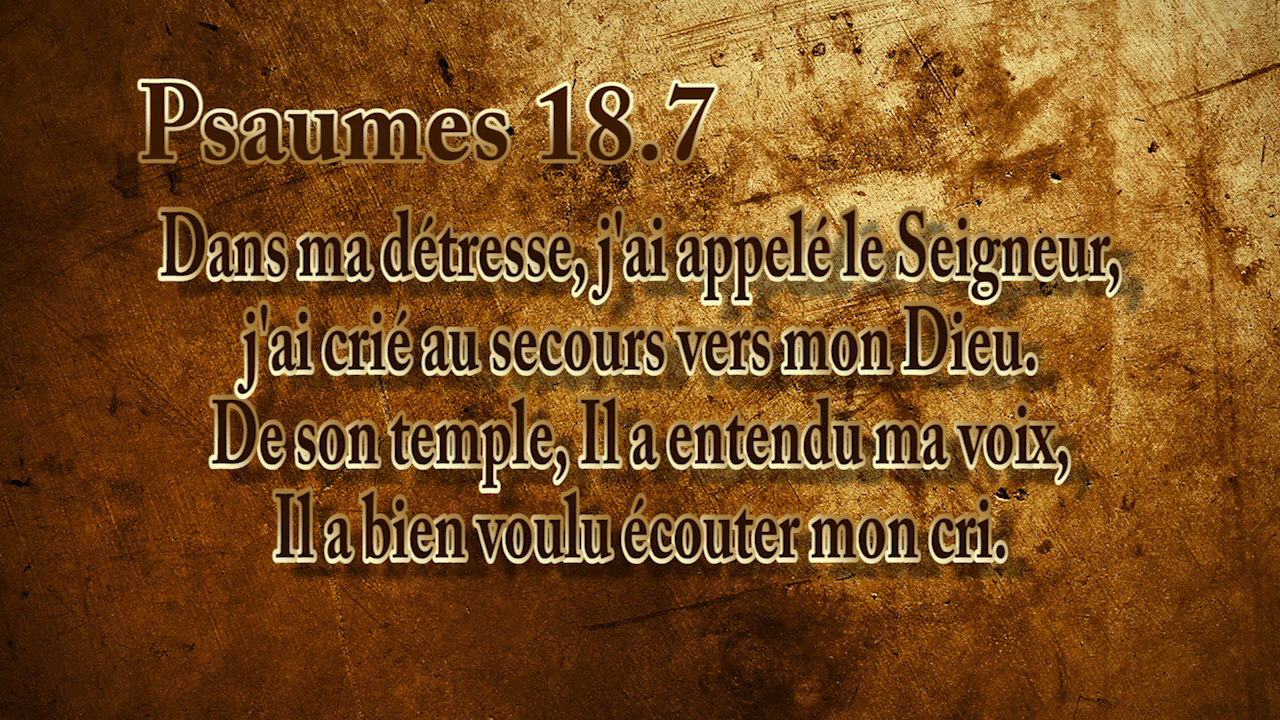 Psaumes 18.7
Dans ma détresse, j'ai appelé le Seigneur,
j'ai crié au secours vers mon Dieu.
De son temple, Il a entendu ma voix,
Il a bien voulu écouter mon cri.